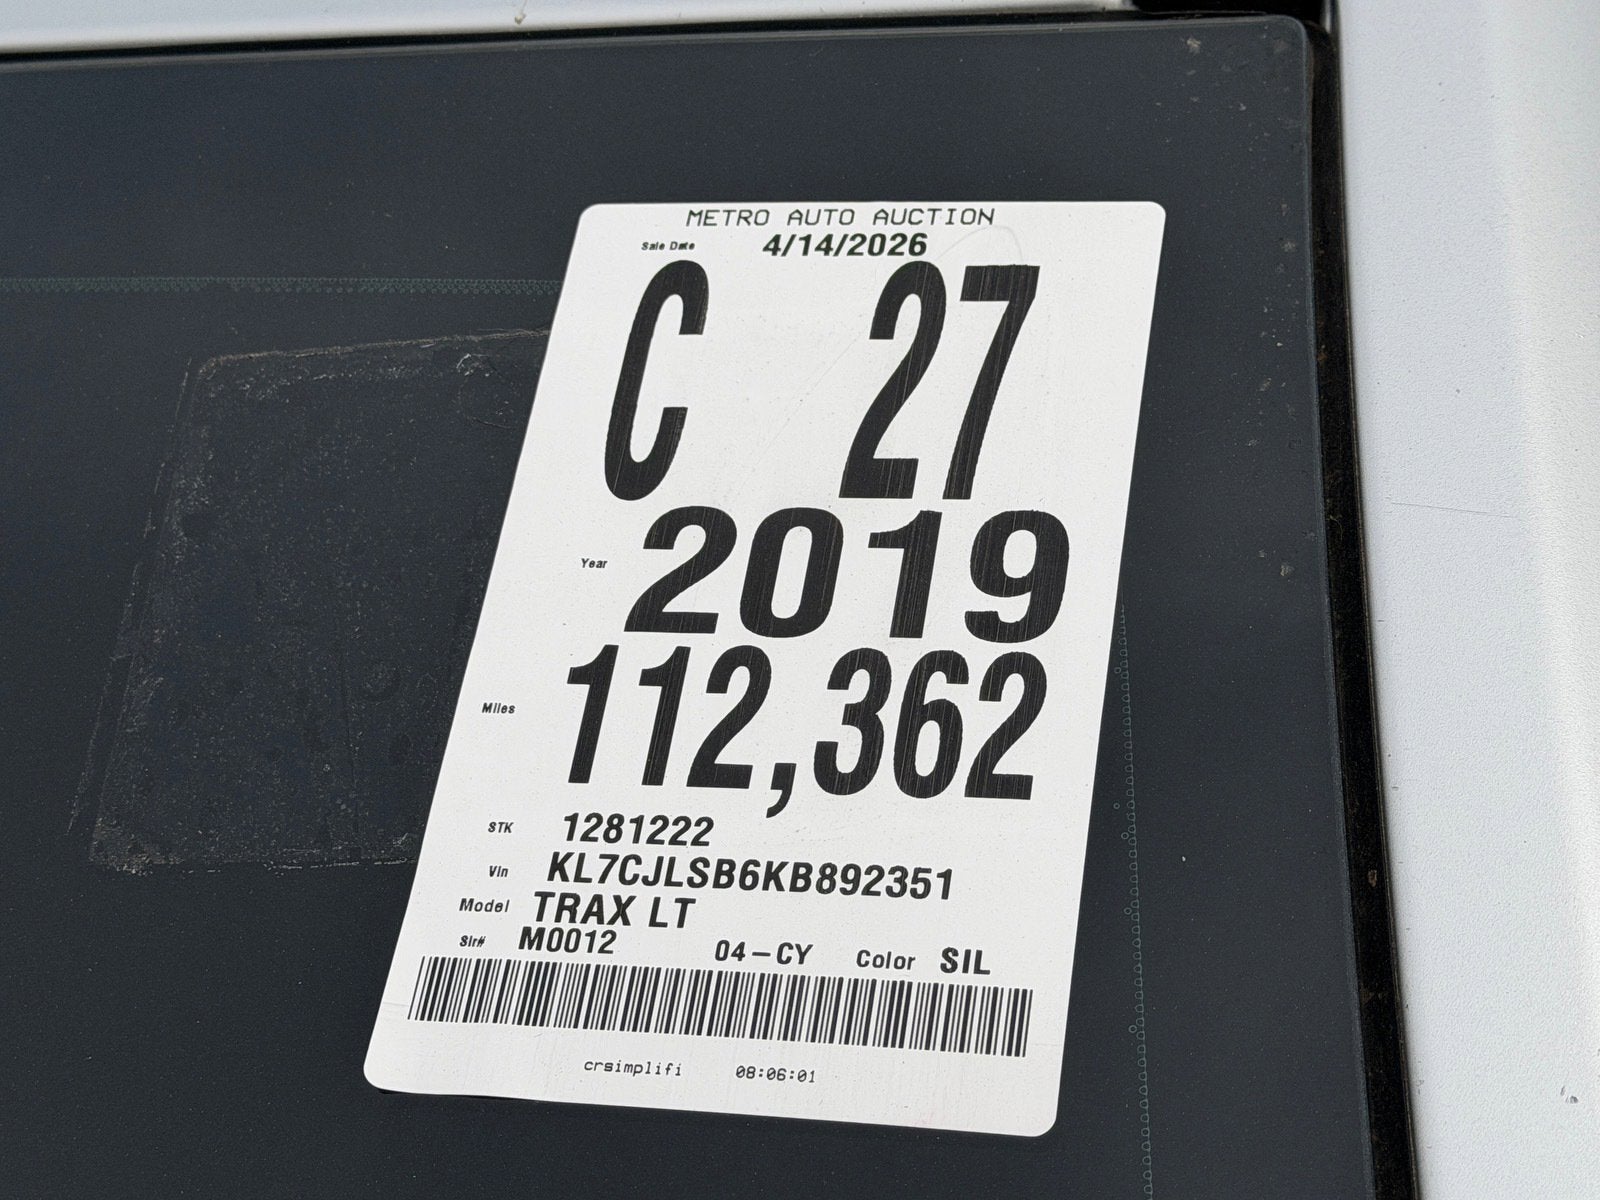 METRO AUTO AUCTION
Sale Date 4/14/2026
C 27
Year 2019
Miles 112,362
STK 1281222
Vin KL7CJLSB6KB892351
Model TRAX LT
Slr# M0012 04-CY Color SIL
crsimplifi 08:06:01